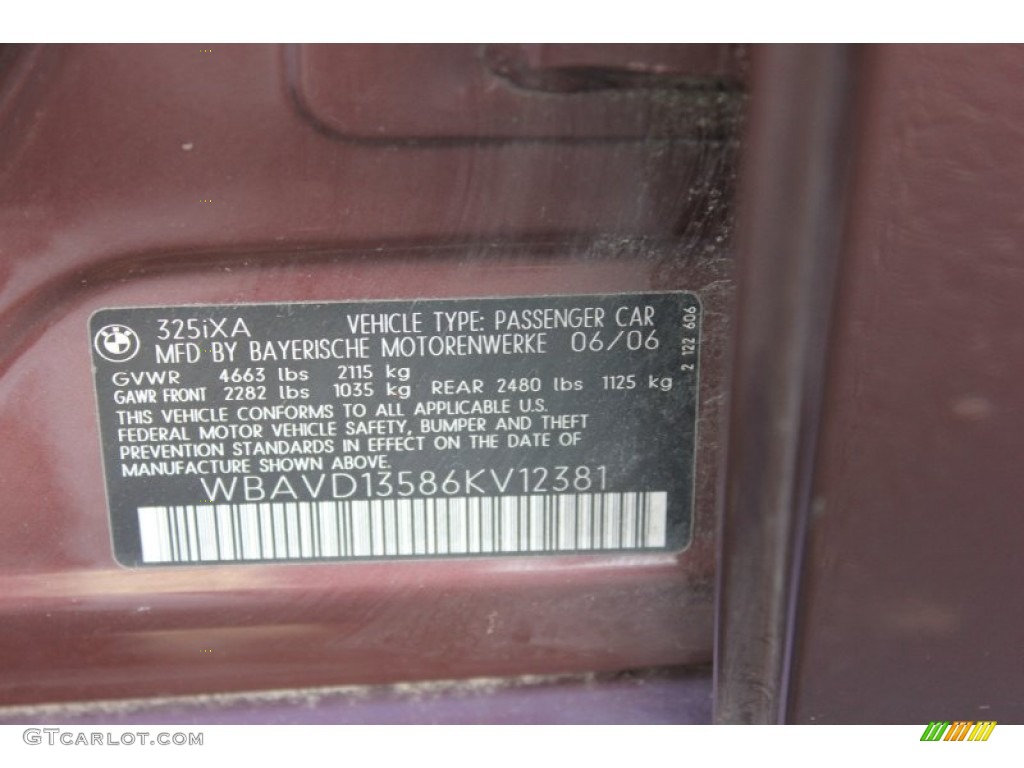 325iXA VEHICLE TYPE: PASSENGER CAR
MFD BY BAYERISCHE MOTORENWERKE 06/06
GVWR 4663 lbs 2115 kg
GAWR FRONT 2282 lbs 1035 kg REAR 2480 lbs 1125 kg
THIS VEHICLE CONFORMS TO ALL APPLICABLE U.S.
FEDERAL MOTOR VEHICLE SAFETY, BUMPER AND THEFT
PREVENTION STANDARDS IN EFFECT ON THE DATE OF
MANUFACTURE SHOWN ABOVE.
WBAVD13586KV12381
2 122 606
GTCarLot.com